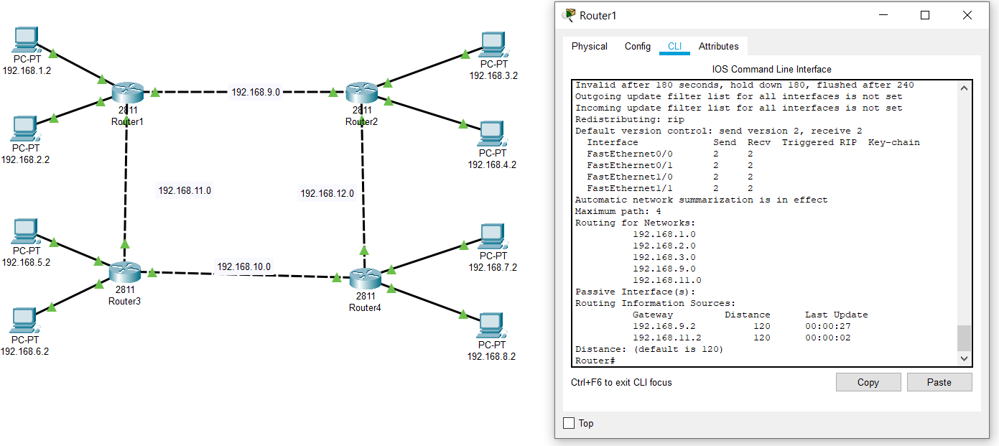 PC-PT
192.168.1.2
PC-PT
192.168.2.2
2811
Router1
192.168.9.0
2811
Router2
PC-PT
192.168.3.2
PC-PT
192.168.4.2
192.168.11.0
192.168.12.0
PC-PT
192.168.5.2
PC-PT
192.168.6.2
2811
Router3
192.168.10.0
2811
Router4
PC-PT
192.168.7.2
PC-PT
192.168.8.2
Router1
Physical Config CLI Attributes
IOS Command Line Interface
Invalid after 180 seconds, hold down 180, flushed after 240
Outgoing update filter list for all interfaces is not set
Incoming update filter list for all interfaces is not set
Redistributing: rip
Default version control: send version 2, receive 2
Interface Send Recv Triggered RIP Key-chain
FastEthernet0/0 2 2
FastEthernet0/1 2 2
FastEthernet1/0 2 2
FastEthernet1/1 2 2
Automatic network summarization is in effect
Maximum path: 4
Routing for Networks:
192.168.1.0
192.168.2.0
192.168.3.0
192.168.9.0
192.168.11.0
Passive Interface(s):
Routing Information Sources:
Gateway Distance Last Update
192.168.9.2 120 00:00:27
192.168.11.2 120 00:00:02
Distance: (default is 120)
Router#
Ctrl+F6 to exit CLI focus
Copy
Paste
Top